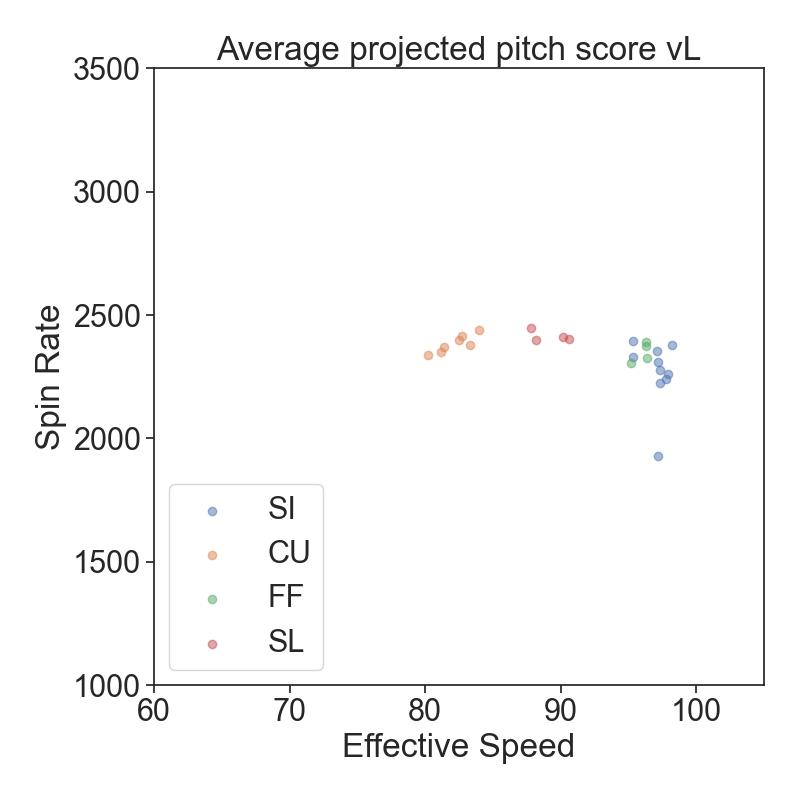 Average projected pitch score vL
3500
3000
2500
2000
1500
1000
Spin Rate
SI
CU
FF
SL
60 70 80 90 100
Effective Speed